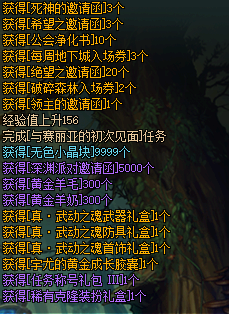 获得[死神的邀请函]3个
获得[希望之邀请函]3个
获得[公会净化书]10个
获得[每周地下城入场券]3个
获得[绝望之邀请函]20个
获得[破碎森林入场券]2个
获得[领主的邀请函]1个
经验值上升156
完成[与赛丽亚的初次见面]任务
获得[无色小晶块]9999个
获得[深渊派对邀请函]5000个
获得[黄金羊毛]300个
获得[黄金羊奶]300个
获得[真·武动之魂武器礼盒]1个
获得[真·武动之魂防具礼盒]1个
获得[真·武动之魂首饰礼盒]1个
获得[宇尤的黄金成长胶囊]1个
获得[任务称号礼包 III]1个
获得[稀有克隆装扮礼盒]1个